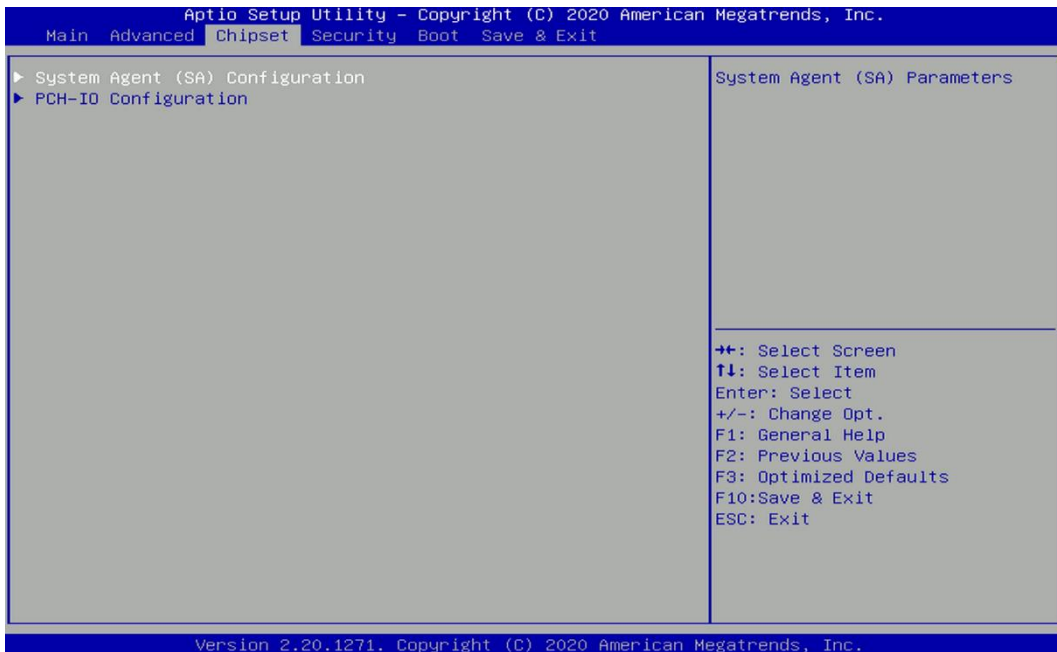 Aptio Setup Utility – Copyright (C) 2020 American Megatrends, Inc.
Main Advanced Chipset Security Boot Save & Exit
▶ System Agent (SA) Configuration
▶ PCH-IO Configuration
System Agent (SA) Parameters
→←: Select Screen
↑↓: Select Item
Enter: Select
+/-: Change Opt.
F1: General Help
F2: Previous Values
F3: Optimized Defaults
F10:Save & Exit
ESC: Exit
Version 2.20.1271. Copyright (C) 2020 American Megatrends, Inc.